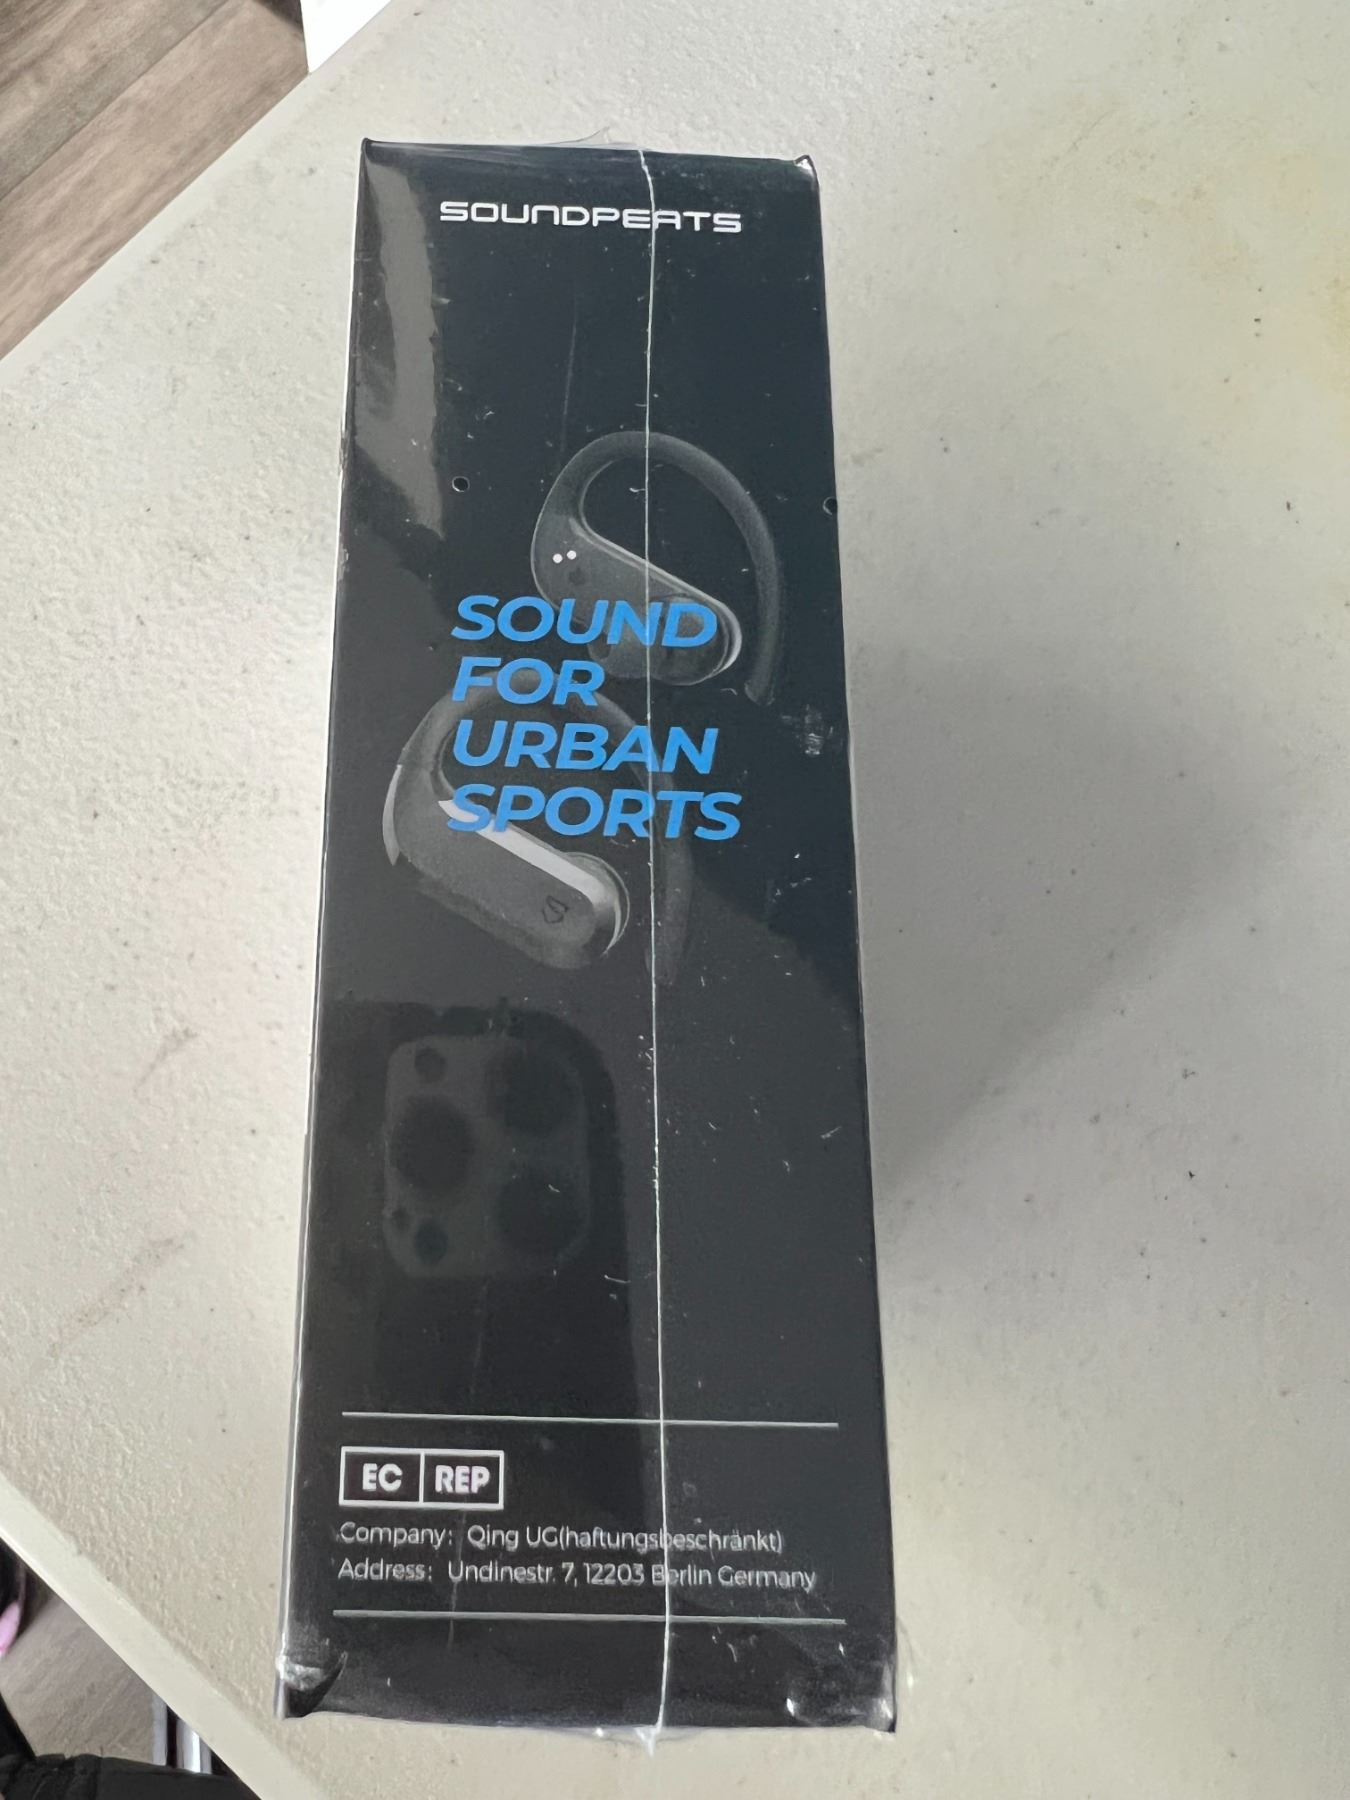 SOUNDPEATS
SOUND
FOR
URBAN
SPORTS
EC REP
Company: Qing UG(haftungsbeschränkt)
Address: Undinestr. 7, 12203 Berlin Germany